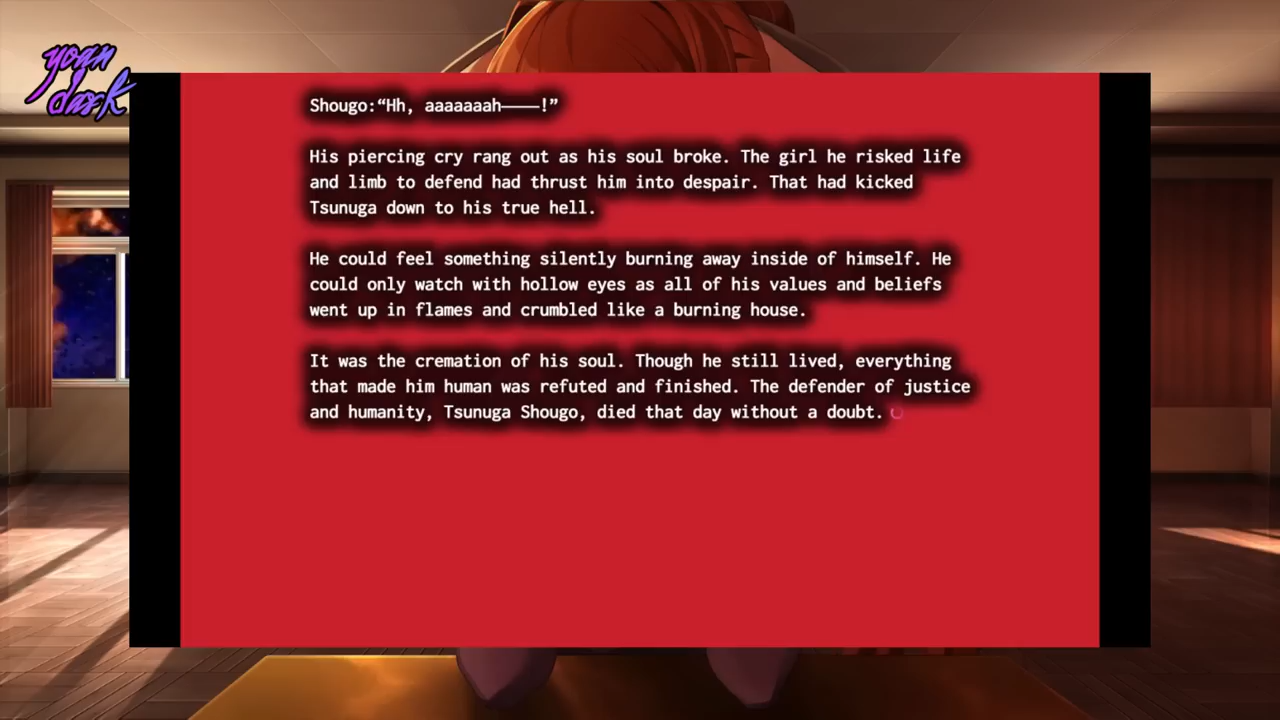 yoan
dark
Shougo:“Hh, aaaaaaah――!”
His piercing cry rang out as his soul broke. The girl he risked life
and limb to defend had thrust him into despair. That had kicked
Tsunuga down to his true hell.
He could feel something silently burning away inside of himself. He
could only watch with hollow eyes as all of his values and beliefs
went up in flames and crumbled like a burning house.
It was the cremation of his soul. Though he still lived, everything
that made him human was refuted and finished. The defender of justice
and humanity, Tsunuga Shougo, died that day without a doubt.